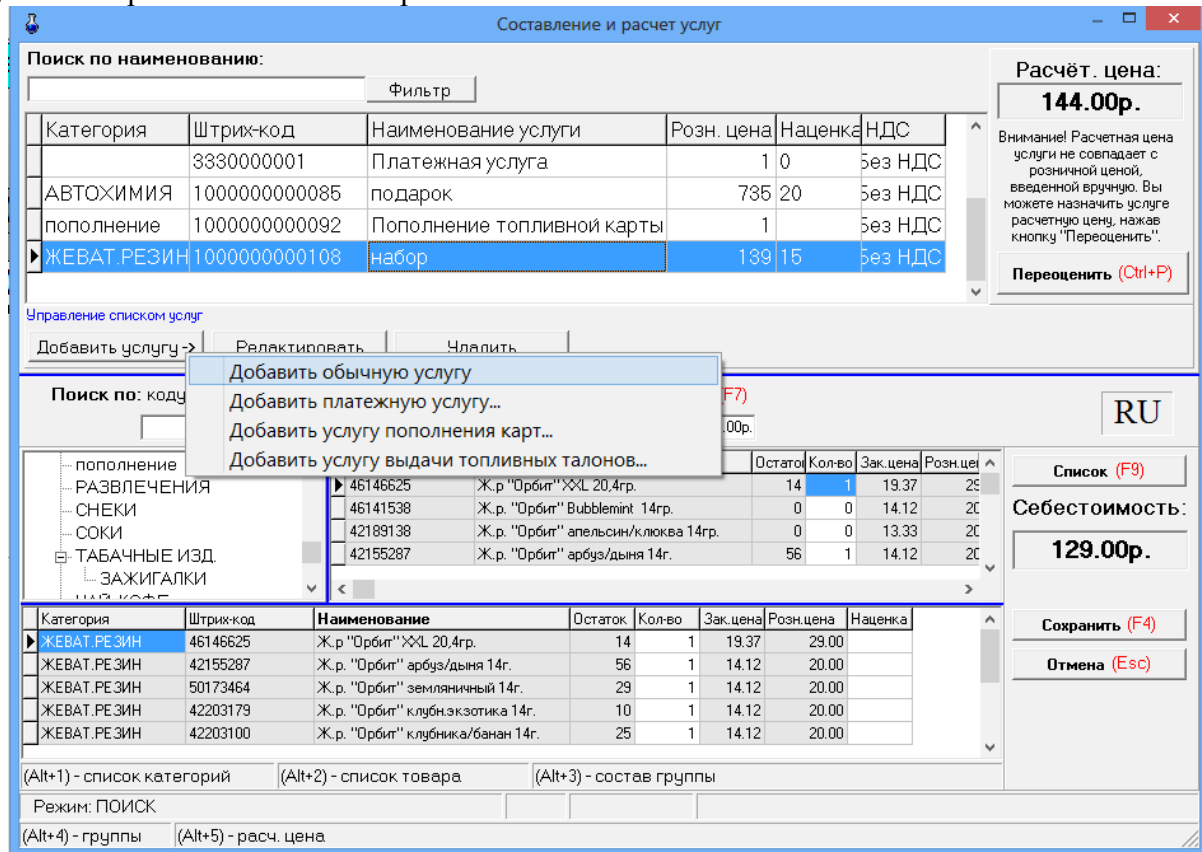 Составление и расчет услуг
Поиск по наименованию:
Фильтр
Расчёт. цена:
144.00р.
Внимание! Расчетная цена
услуги не совпадает с
розничной ценой,
введенной вручную. Вы
можете назначить услуге
расчетную цену, нажав
кнопку "Переоценить".
Переоценить (Ctrl+P)
Категория Штрих-код Наименование услуги Розн. цена Наценка НДС
3330000001 Платежная услуга 1 0 Без НДС
АВТОХИМИЯ 1000000000085 подарок 735 20 Без НДС
пополнение 1000000000092 Пополнение топливной карты 1 Без НДС
ЖЕВАТ.РЕЗИН 1000000000108 набор 139 15 Без НДС
Управление списком услуг
Добавить услугу -> Редактировать Удалить
Добавить обычную услугу
Добавить платежную услугу...
Добавить услугу пополнения карт...
Добавить услугу выдачи топливных талонов...
Поиск по: коду F7)
.00р.
RU
пополнение
РАЗВЛЕЧЕНИЯ
СНЕКИ
СОКИ
ТАБАЧНЫЕ ИЗД.
ЗАЖИГАЛКИ
ЧАЙ КОФЕ
Остаток Кол-во Зак.цена Розн.цен
46146625 Ж.р "Орбит" XXL 20,4гр. 14 1 19.37 29
46141538 Ж.р. "Орбит" Bubblemint 14гр. 0 0 14.12 20
42189138 Ж.р. "Орбит" апельсин/клюква 14гр. 0 0 13.33 20
42155287 Ж.р. "Орбит" арбуз/дыня 14г. 56 1 14.12 20
Список (F9)
Себестоимость:
129.00р.
Категория Штрих-код Наименование Остаток Кол-во Зак.цена Розн.цена Наценка
ЖЕВАТ.РЕЗИН 46146625 Ж.р "Орбит" XXL 20,4гр. 14 1 19.37 29.00
ЖЕВАТ.РЕЗИН 42155287 Ж.р. "Орбит" арбуз/дыня 14г. 56 1 14.12 20.00
ЖЕВАТ.РЕЗИН 50173464 Ж.р. "Орбит" земляничный 14г. 29 1 14.12 20.00
ЖЕВАТ.РЕЗИН 42203179 Ж.р. "Орбит" клубн.экзотика 14г. 10 1 14.12 20.00
ЖЕВАТ.РЕЗИН 42203100 Ж.р. "Орбит" клубника/банан 14г. 25 1 14.12 20.00
Сохранить (F4)
Отмена (Esc)
(Alt+1) - список категорий (Alt+2) - список товара (Alt+3) - состав группы
Режим: ПОИСК
(Alt+4) - группы (Alt+5) - расч. цена